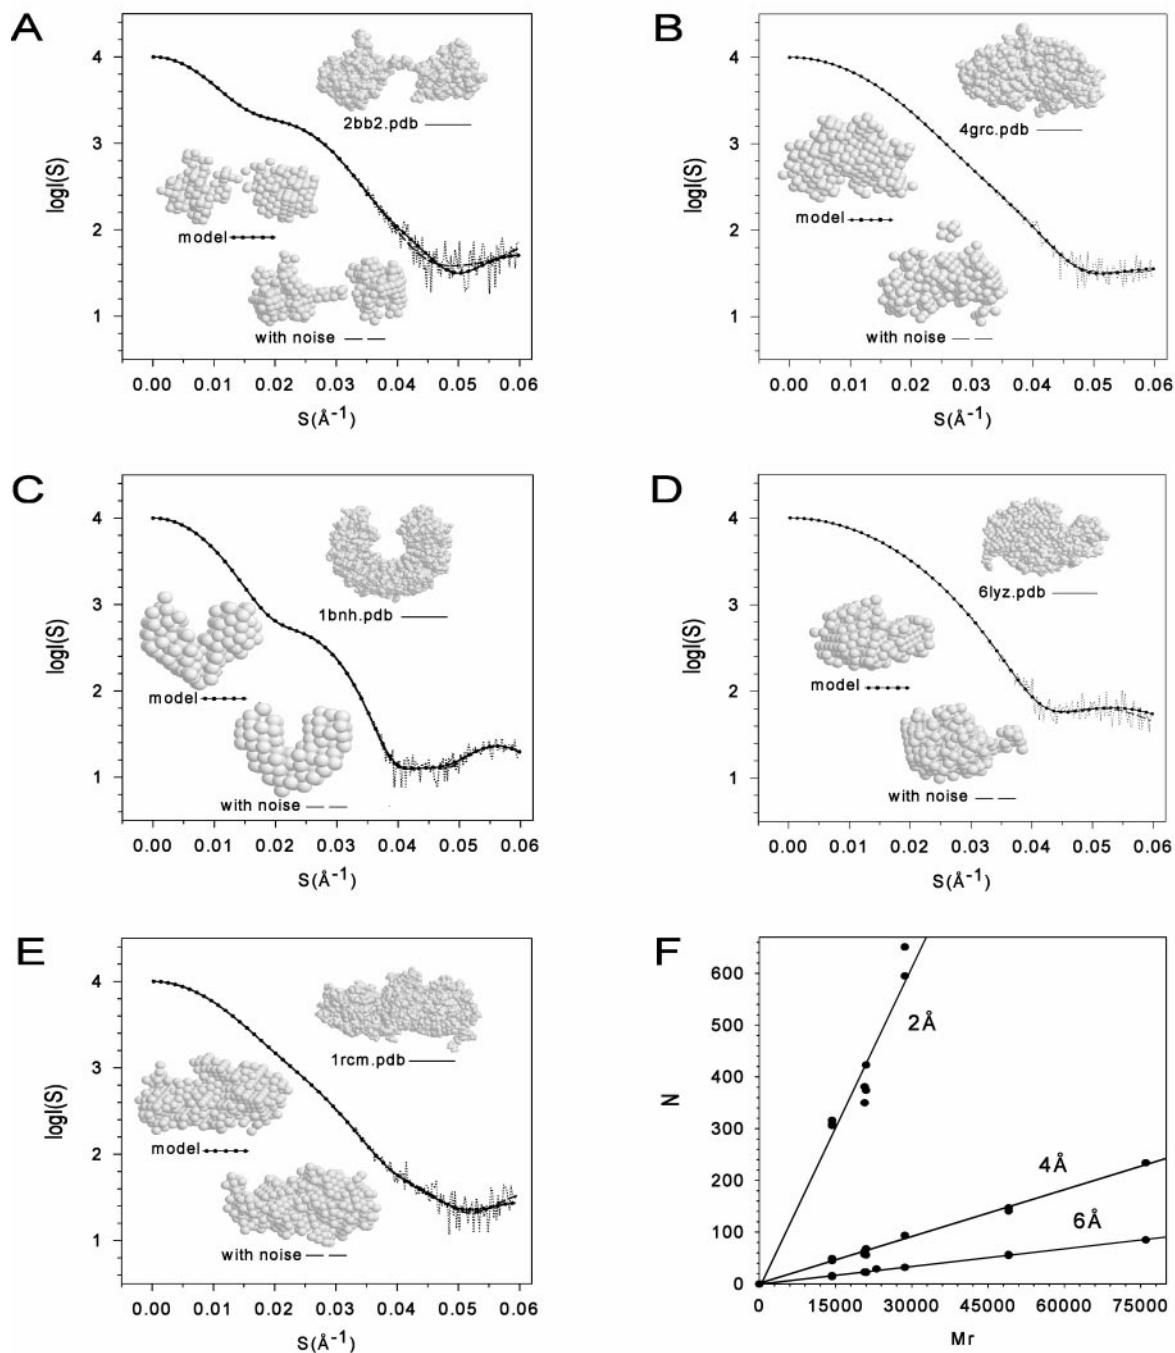 A
logI(S)
4
3
2
1
2bb2.pdb
model
with noise
0.00 0.01 0.02 0.03 0.04 0.05 0.06
S(Å⁻¹)
B
logI(S)
4
3
2
1
4grc.pdb
model
with noise
0.00 0.01 0.02 0.03 0.04 0.05 0.06
S(Å⁻¹)
C
logI(S)
4
3
2
1
1bnh.pdb
model
with noise
0.00 0.01 0.02 0.03 0.04 0.05 0.06
S(Å⁻¹)
D
logI(S)
4
3
2
1
6lyz.pdb
model
with noise
0.00 0.01 0.02 0.03 0.04 0.05 0.06
S(Å⁻¹)
E
logI(S)
4
3
2
1
1rcm.pdb
model
with noise
0.00 0.01 0.02 0.03 0.04 0.05 0.06
S(Å⁻¹)
F
N
600
500
400
300
200
100
0
2Å
4Å
6Å
0 15000 30000 45000 60000 75000
Mr